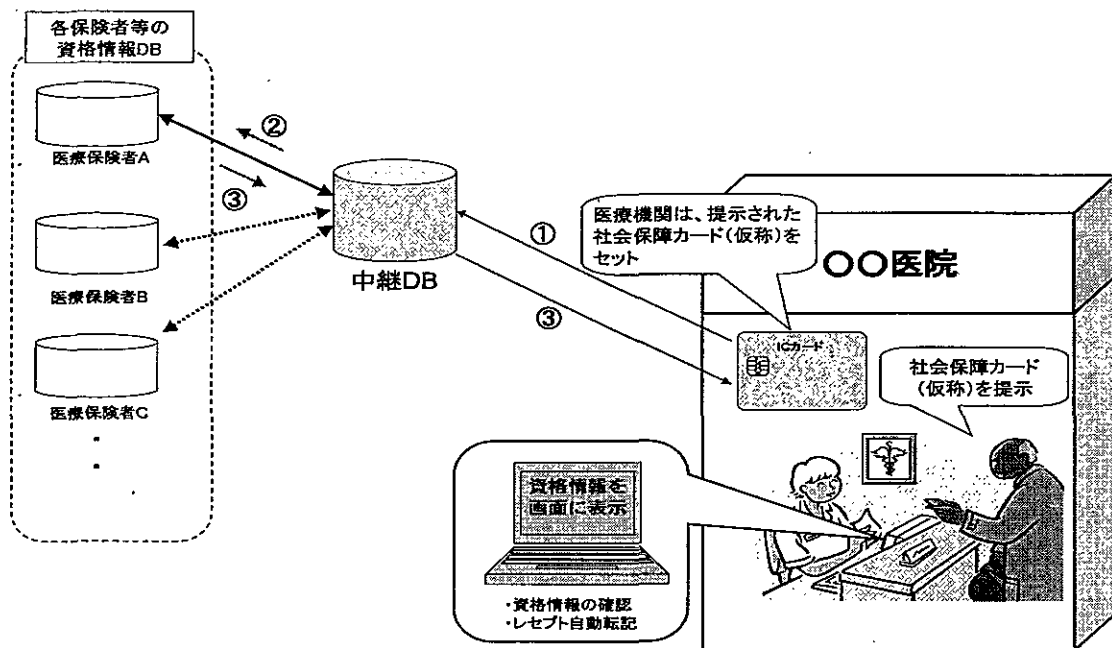 各保険者等の
資格情報DB
医療保険者A
医療保険者B
医療保険者C
・
・
②
③
中継DB
①
③
医療機関は、提示された
社会保障カード(仮称)を
セット
〇〇医院
ICカード
社会保障カード
(仮称)を提示
資格情報を
画面に表示
・資格情報の確認
・レセプト自動転記